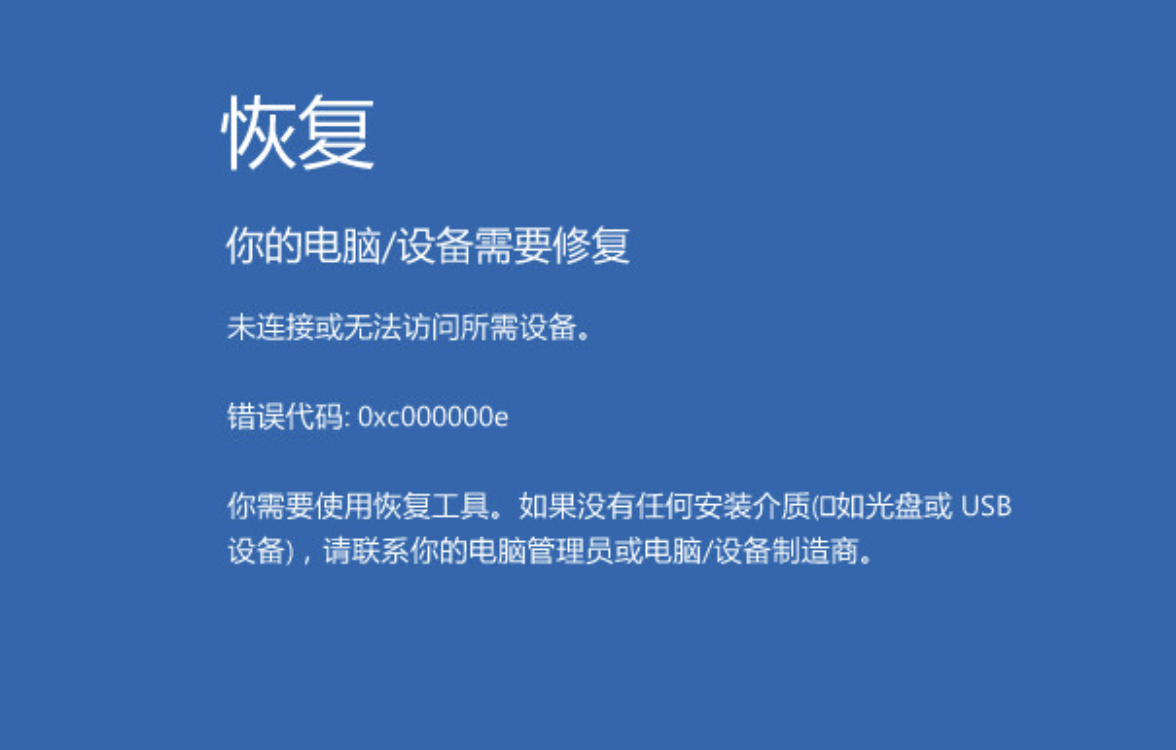 恢复
你的电脑/设备需要修复
未连接或无法访问所需设备。
错误代码: 0xc000000e
你需要使用恢复工具。如果没有任何安装介质(□如光盘或 USB
设备)，请联系你的电脑管理员或电脑/设备制造商。